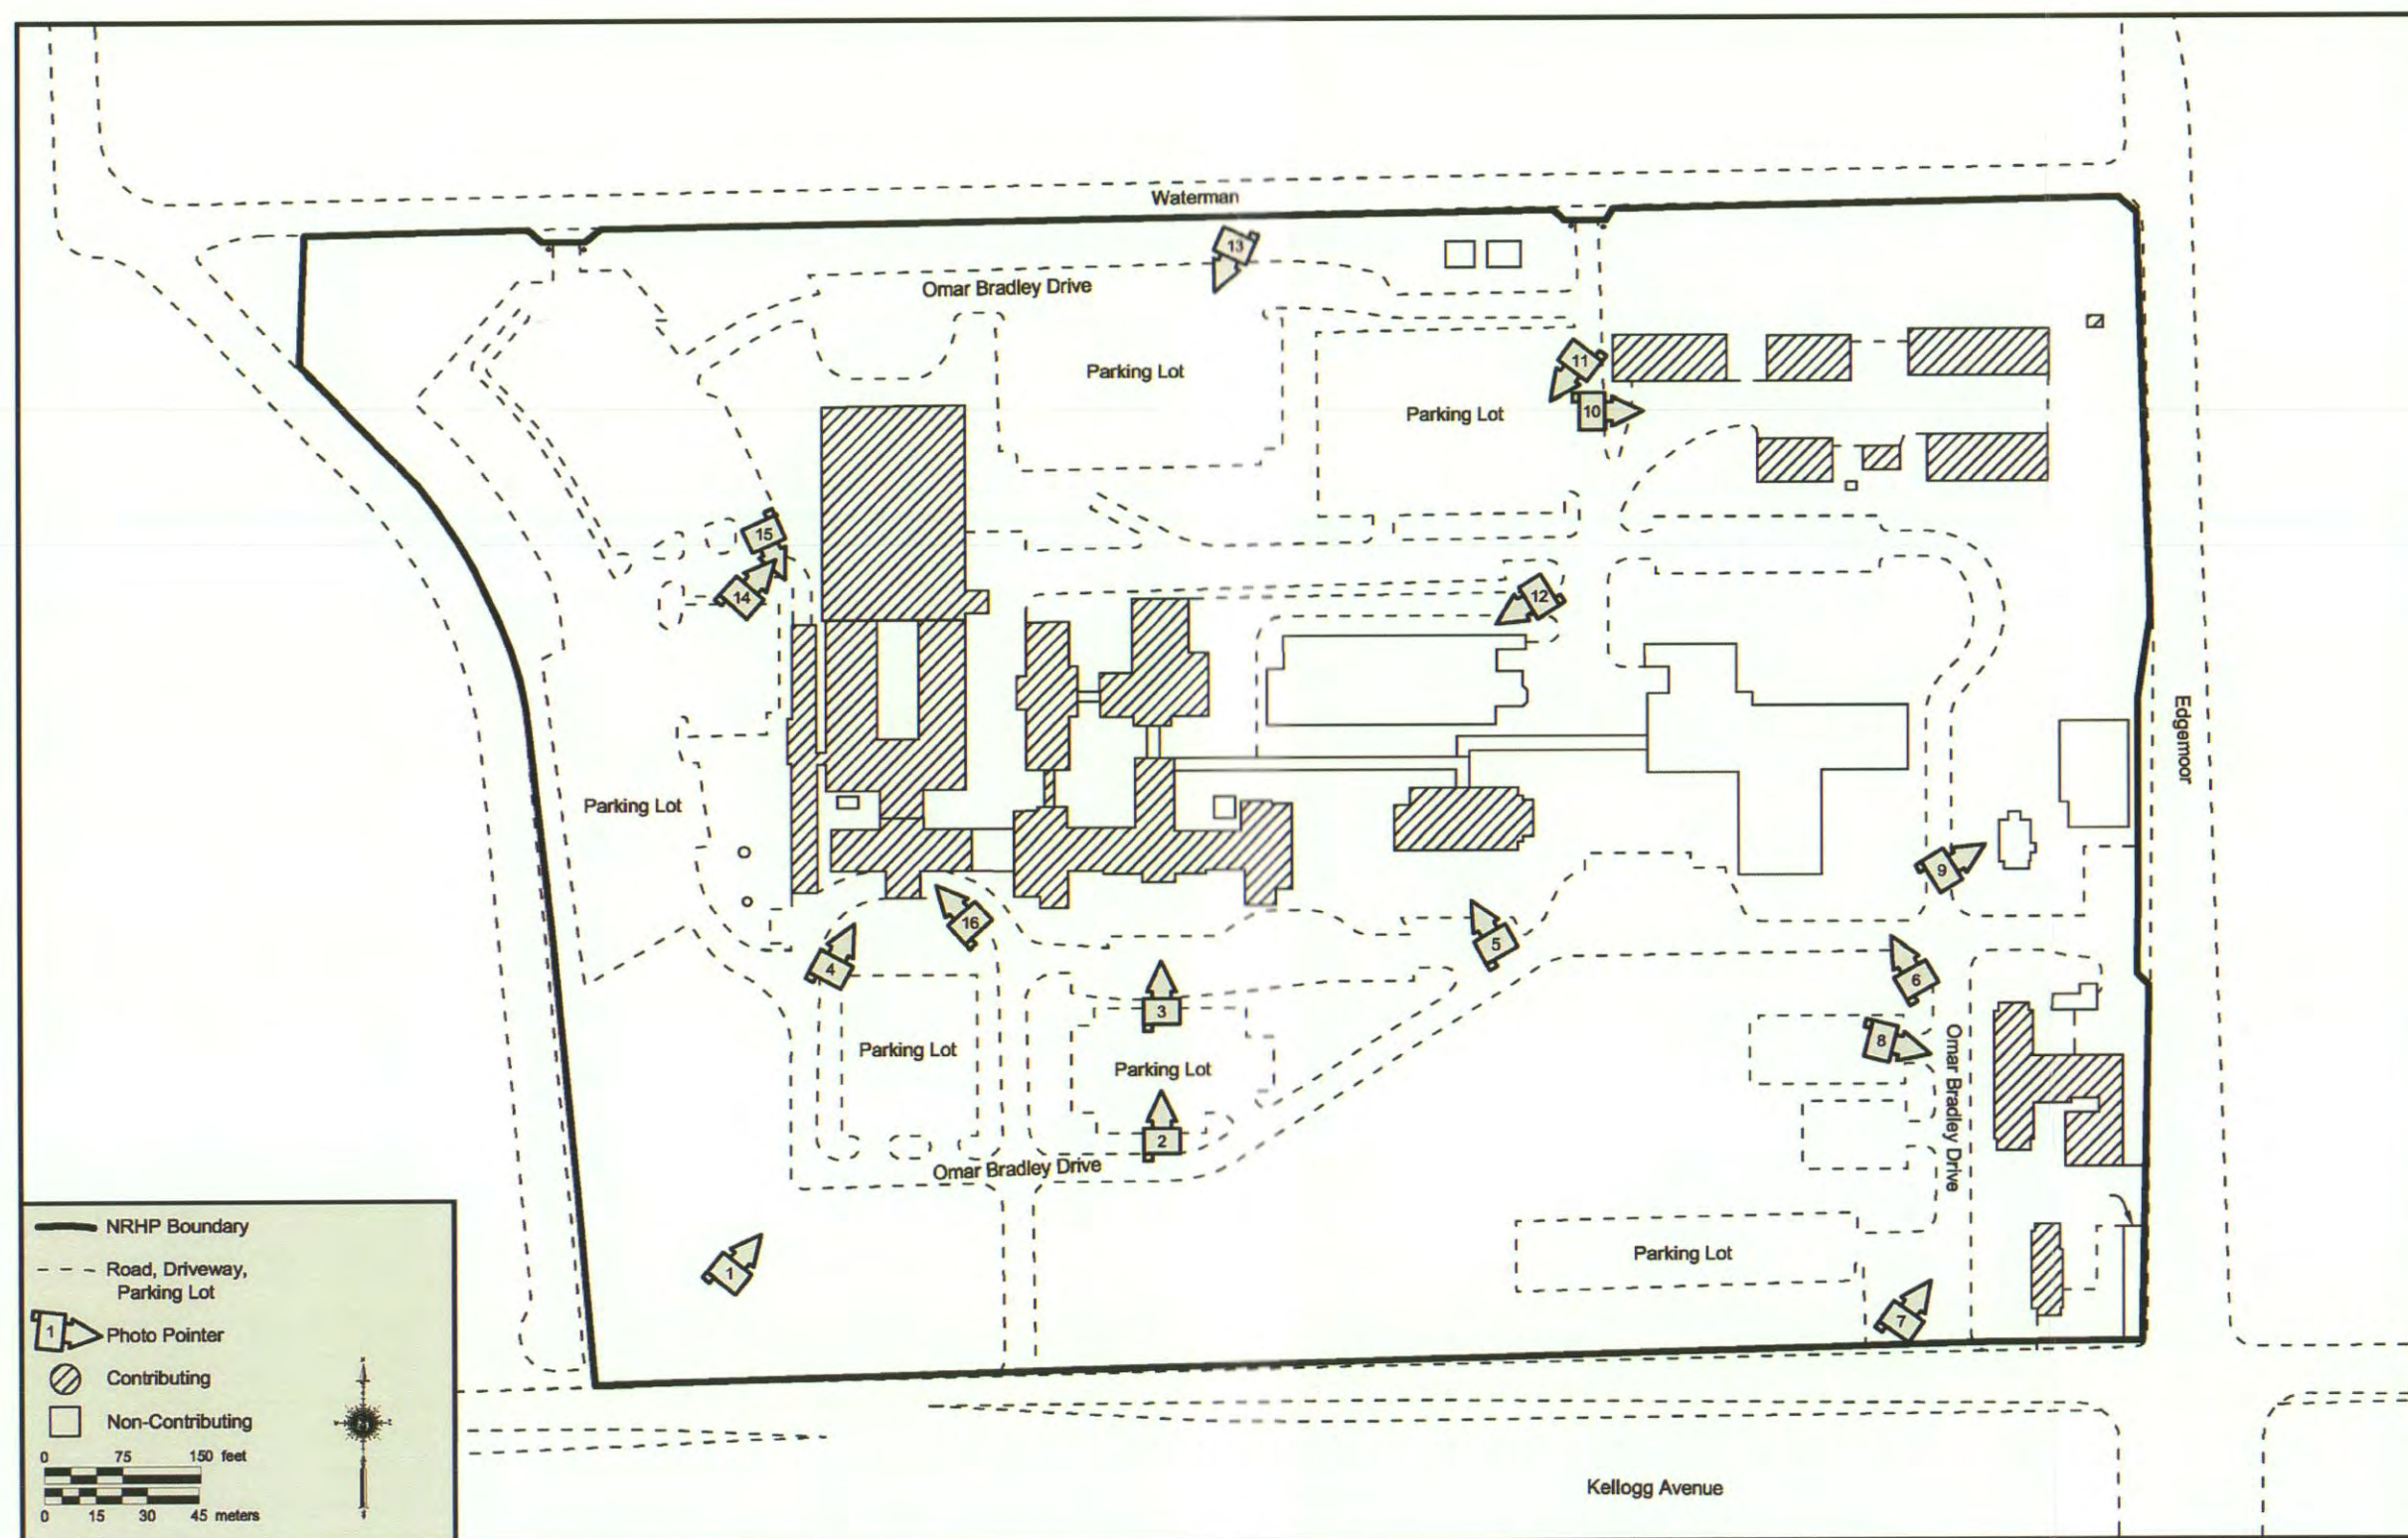 Waterman
13
Omar Bradley Drive
Parking Lot
11
Parking Lot
10
15
14
12
Edgemoor
Parking Lot
9
16
4
5
6
3
8
Parking Lot
Parking Lot
Omar Bradley Drive
2
Omar Bradley Drive
1
Parking Lot
7
NRHP Boundary
Road, Driveway,
Parking Lot
1
Photo Pointer
Contributing
Non-Contributing
0 75 150 feet
0 15 30 45 meters
Kellogg Avenue